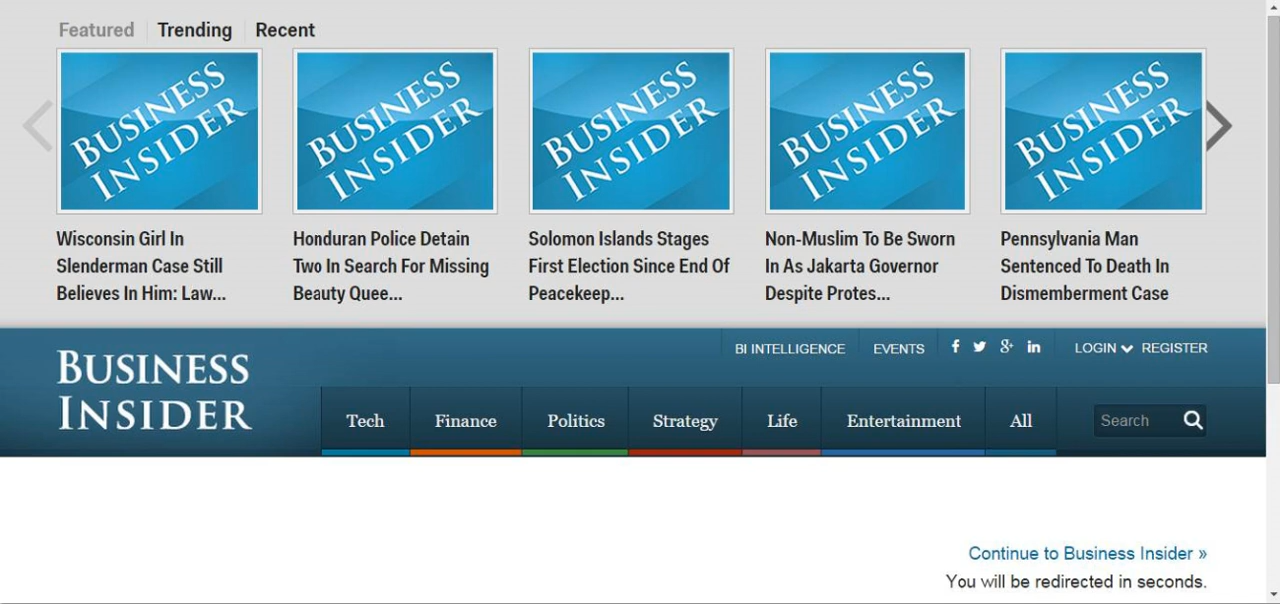 Featured Trending Recent
BUSINESS
INSIDER
BUSINESS
INSIDER
BUSINESS
INSIDER
BUSINESS
INSIDER
BUSINESS
INSIDER
Wisconsin Girl In
Slenderman Case Still
Believes In Him: Law...
Honduran Police Detain
Two In Search For Missing
Beauty Quee...
Solomon Islands Stages
First Election Since End Of
Peacekeep...
Non-Muslim To Be Sworn
In As Jakarta Governor
Despite Protes...
Pennsylvania Man
Sentenced To Death In
Dismemberment Case
BI INTELLIGENCE EVENTS LOGIN REGISTER
BUSINESS
INSIDER
Tech Finance Politics Strategy Life Entertainment All Search
Continue to Business Insider »
You will be redirected in seconds.